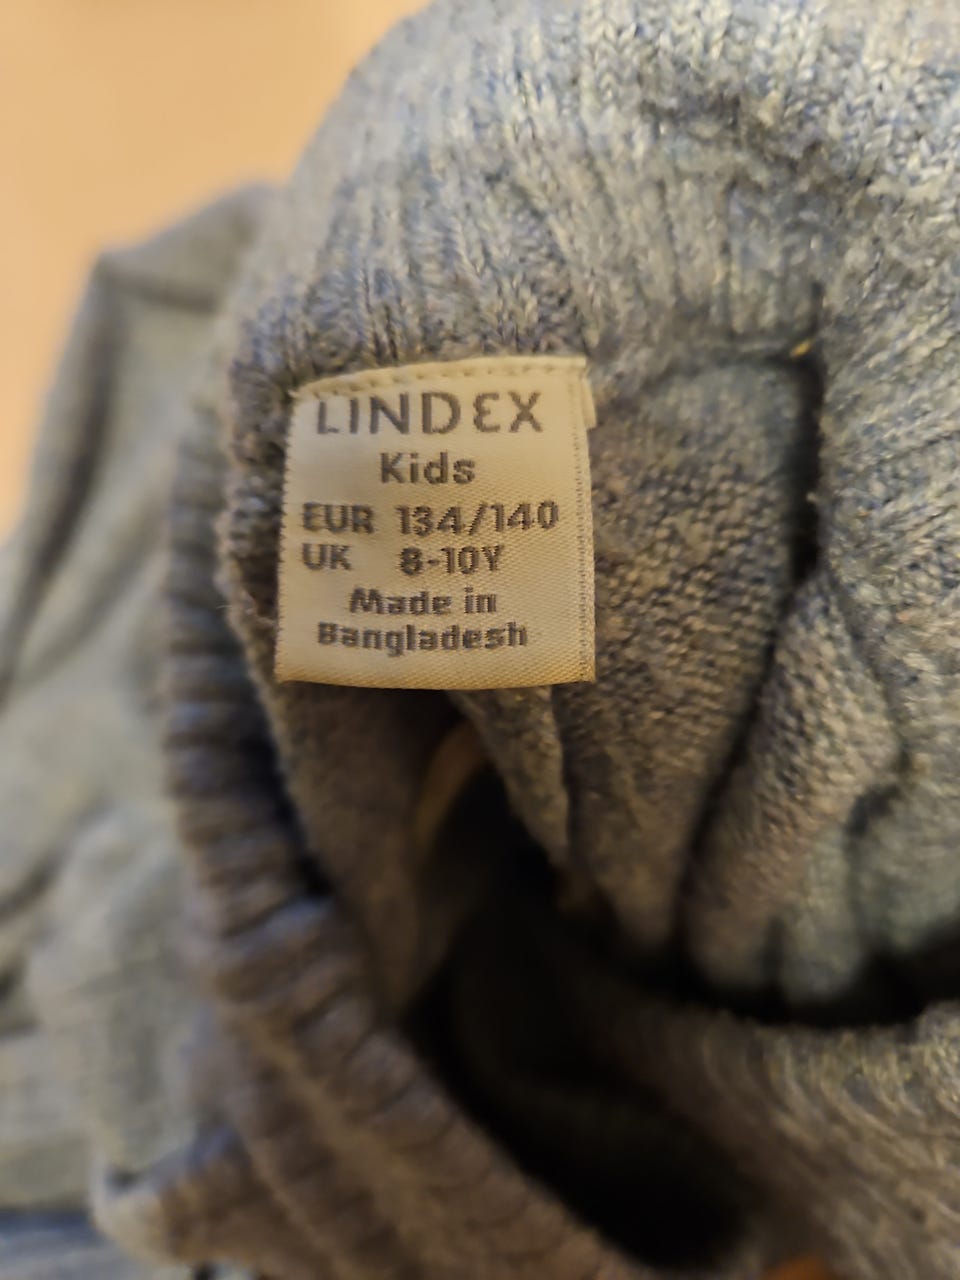 LINDEX
Kids
EUR 134/140
UK 8-10Y
Made in
Bangladesh